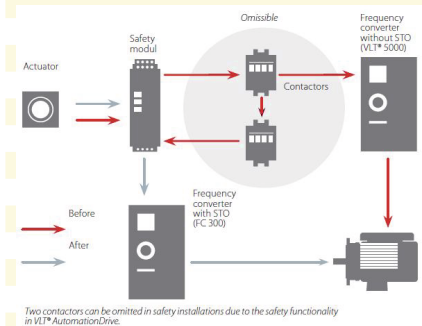 Omissible
Frequency
converter
without STO
(VLT® 5000)
Safety
modul
Actuator
Contactors
Before
After
Frequency
converter
with STO
(FC 300)
Two contactors can be omitted in safety installations due to the safety functionality
in VLT® AutomationDrive.